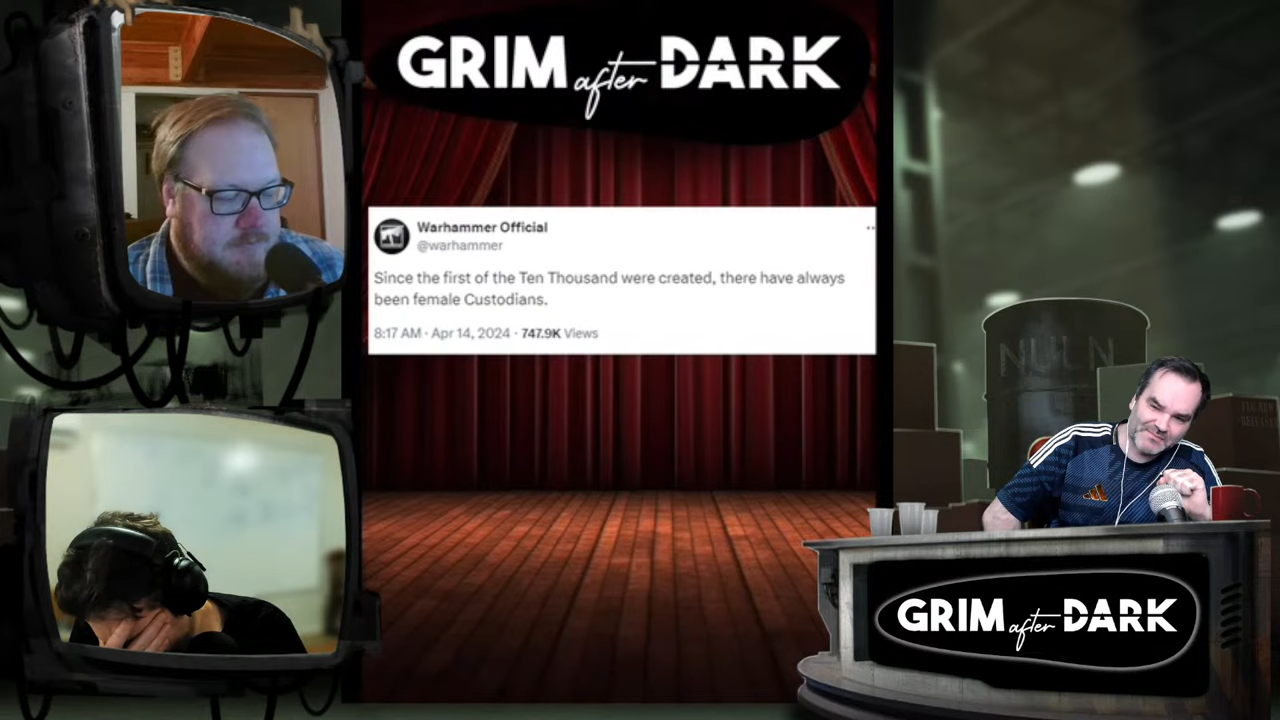 GRIM after DARK
Warhammer Official
@warhammer
Since the first of the Ten Thousand were created, there have always
been female Custodians.
8:17 AM · Apr 14, 2024 · 747.9K Views
NULN
GRIM after DARK